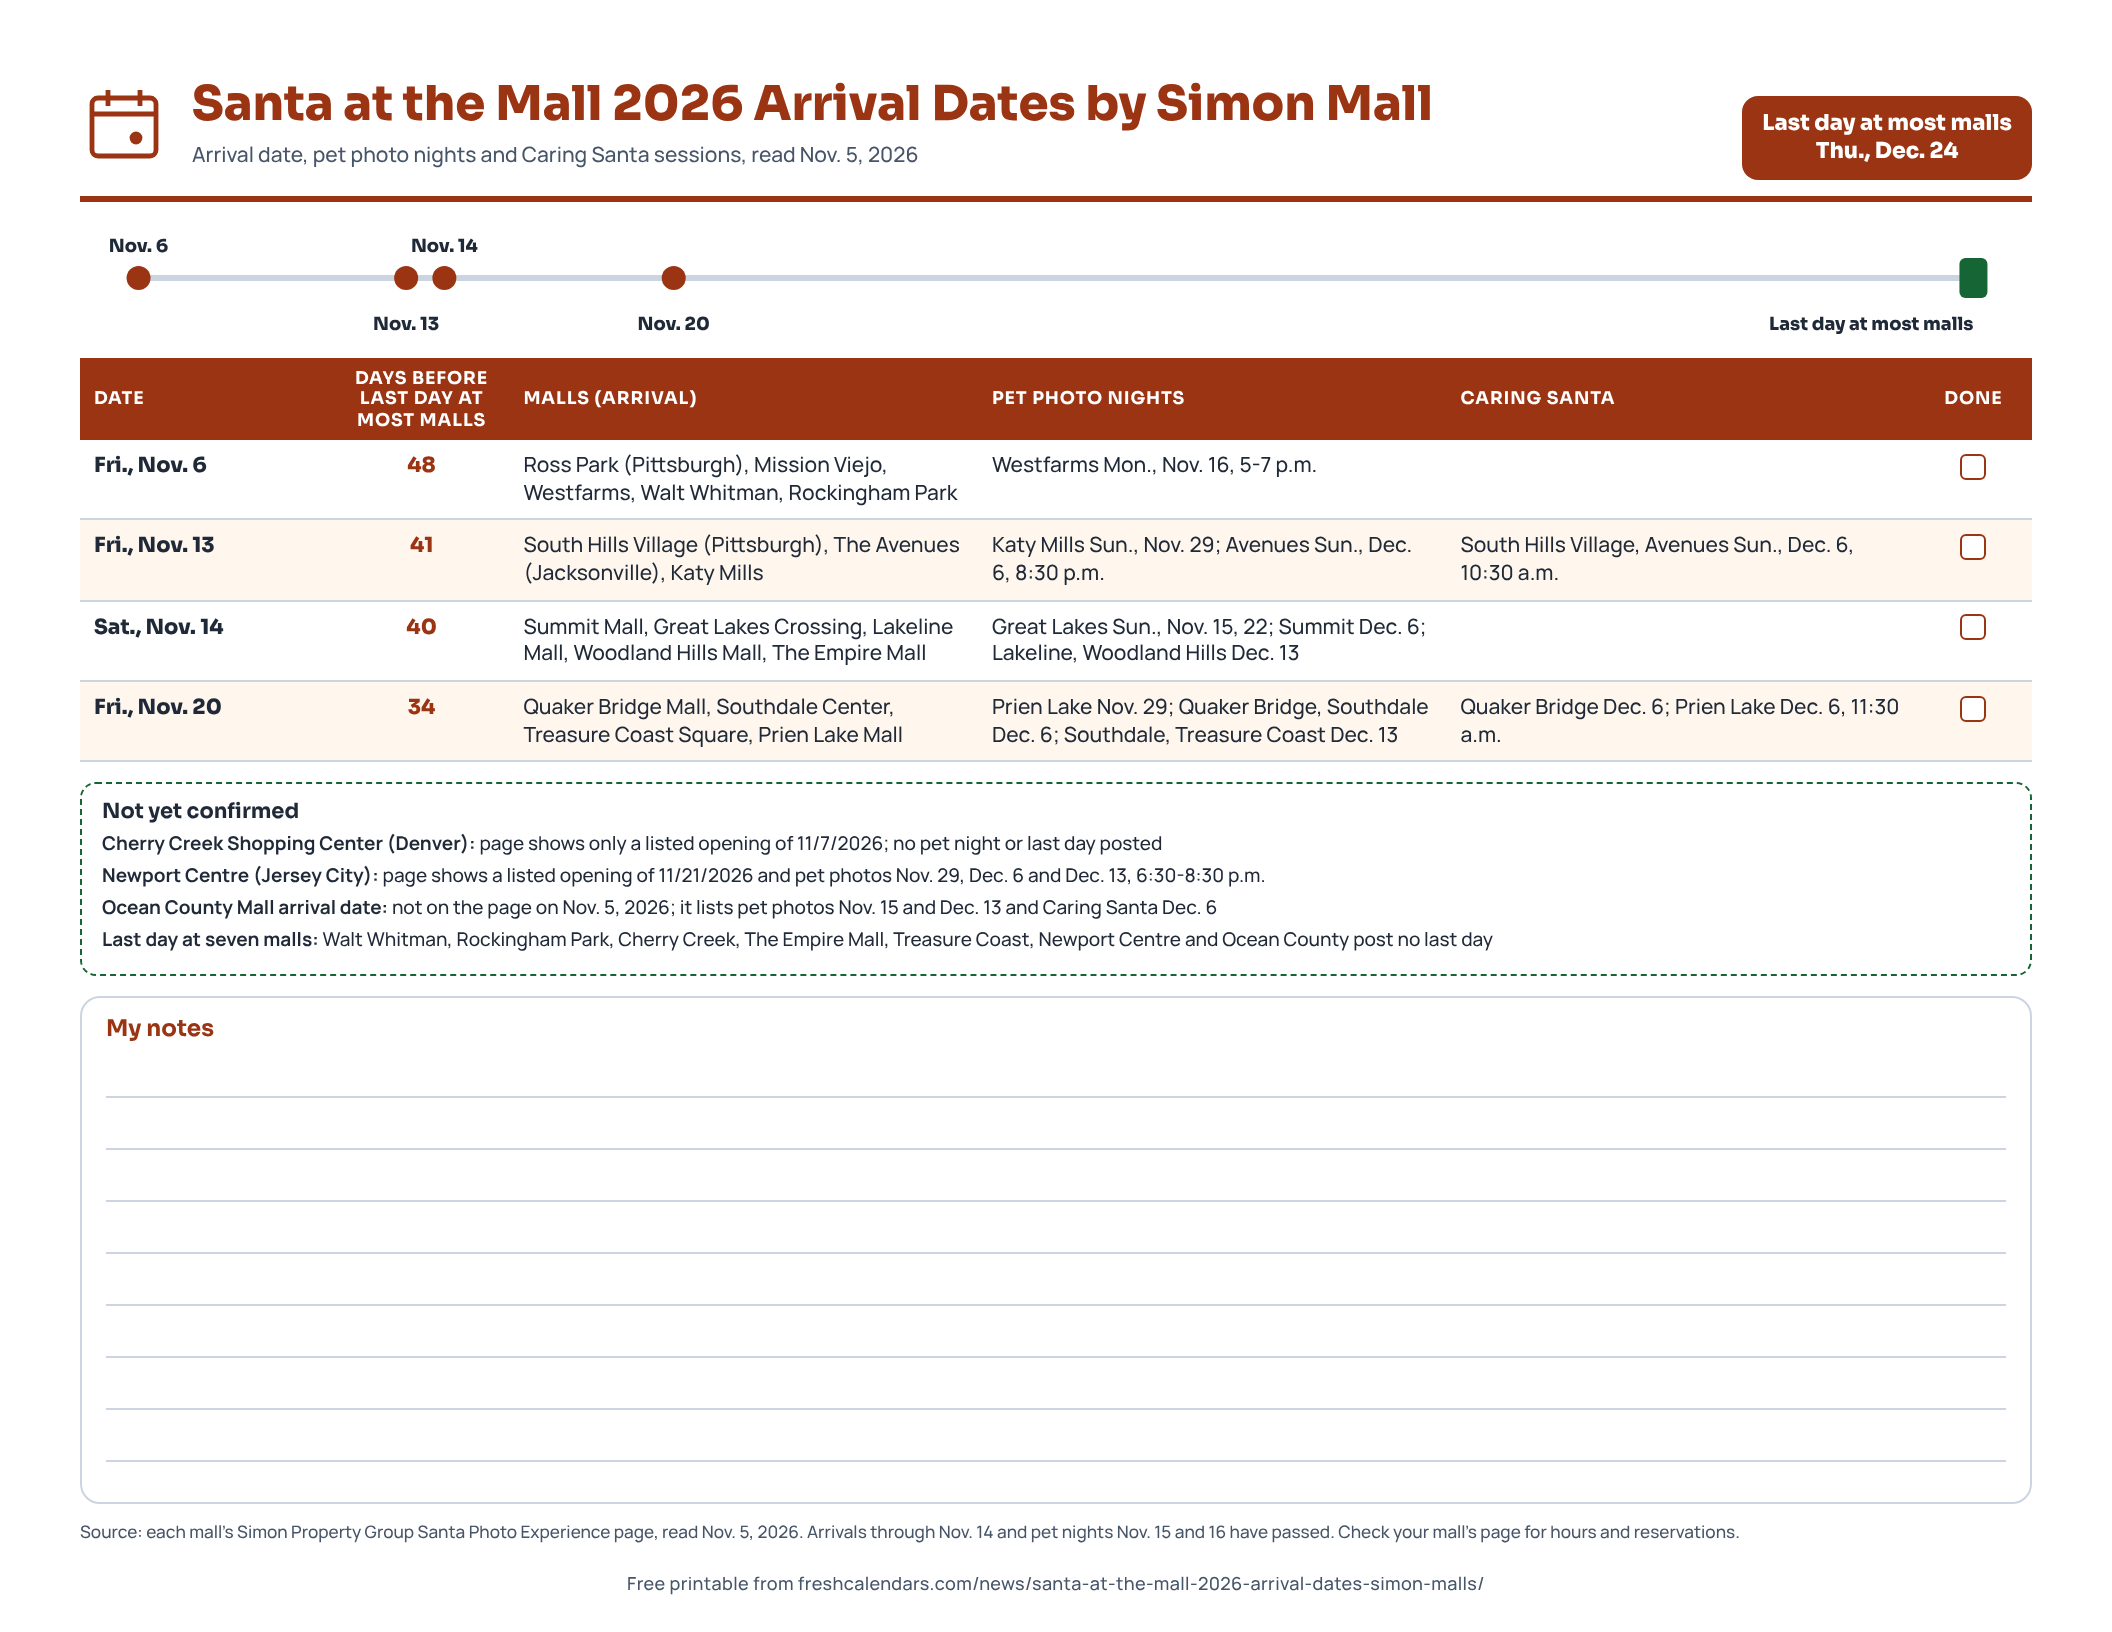 Santa at the Mall 2026 Arrival Dates by Simon Mall
Arrival date, pet photo nights and Caring Santa sessions, read Nov. 5, 2026
Last day at most malls
Thu., Dec. 24
Nov. 6
Nov. 14
Nov. 13
Nov. 20
Last day at most malls
DATE
DAYS BEFORE
LAST DAY AT
MOST MALLS
MALLS (ARRIVAL)
PET PHOTO NIGHTS
CARING SANTA
DONE
Fri., Nov. 6
48
Ross Park (Pittsburgh), Mission Viejo,
Westfarms, Walt Whitman, Rockingham Park
Westfarms Mon., Nov. 16, 5-7 p.m.
Fri., Nov. 13
41
South Hills Village (Pittsburgh), The Avenues
(Jacksonville), Katy Mills
Katy Mills Sun., Nov. 29; Avenues Sun., Dec.
6, 8:30 p.m.
South Hills Village, Avenues Sun., Dec. 6,
10:30 a.m.
Sat., Nov. 14
40
Summit Mall, Great Lakes Crossing, Lakeline
Mall, Woodland Hills Mall, The Empire Mall
Great Lakes Sun., Nov. 15, 22; Summit Dec. 6;
Lakeline, Woodland Hills Dec. 13
Fri., Nov. 20
34
Quaker Bridge Mall, Southdale Center,
Treasure Coast Square, Prien Lake Mall
Prien Lake Nov. 29; Quaker Bridge, Southdale
Dec. 6; Southdale, Treasure Coast Dec. 13
Quaker Bridge Dec. 6; Prien Lake Dec. 6, 11:30
a.m.
Not yet confirmed
Cherry Creek Shopping Center (Denver): page shows only a listed opening of 11/7/2026; no pet night or last day posted
Newport Centre (Jersey City): page shows a listed opening of 11/21/2026 and pet photos Nov. 29, Dec. 6 and Dec. 13, 6:30-8:30 p.m.
Ocean County Mall arrival date: not on the page on Nov. 5, 2026; it lists pet photos Nov. 15 and Dec. 13 and Caring Santa Dec. 6
Last day at seven malls: Walt Whitman, Rockingham Park, Cherry Creek, The Empire Mall, Treasure Coast, Newport Centre and Ocean County post no last day
My notes
Source: each mall's Simon Property Group Santa Photo Experience page, read Nov. 5, 2026. Arrivals through Nov. 14 and pet nights Nov. 15 and 16 have passed. Check your mall's page for hours and reservations.
Free printable from freshcalendars.com/news/santa-at-the-mall-2026-arrival-dates-simon-malls/